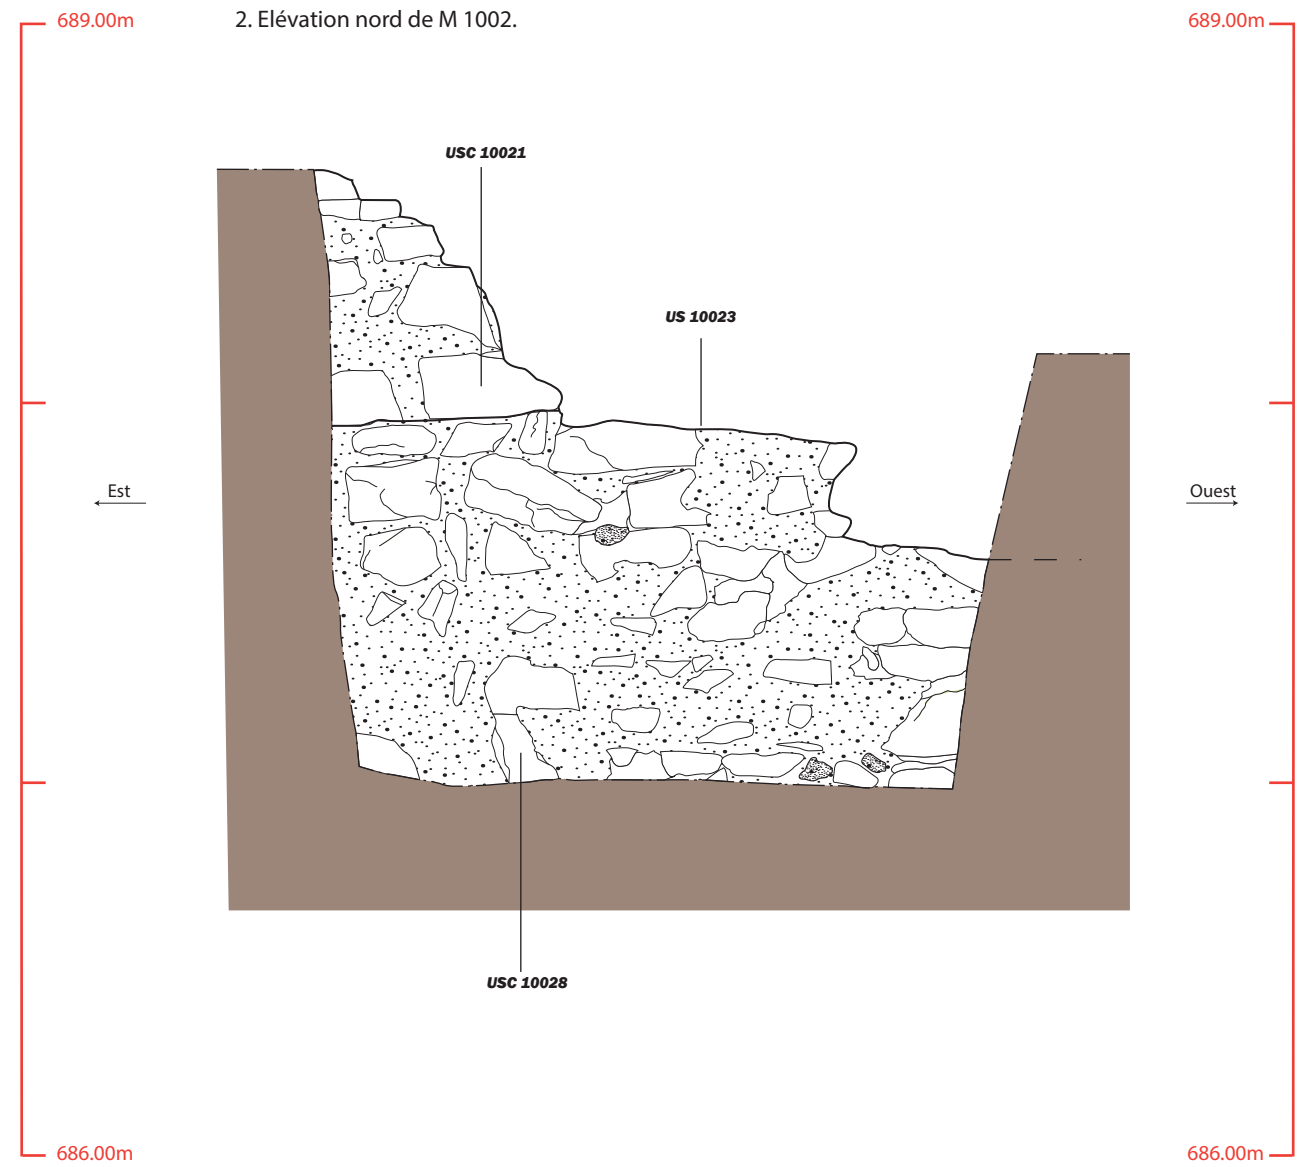 689.00m
2. Elévation nord de M 1002.
689.00m
USC 10021
US 10023
Est
Ouest
USC 10028
686.00m
686.00m